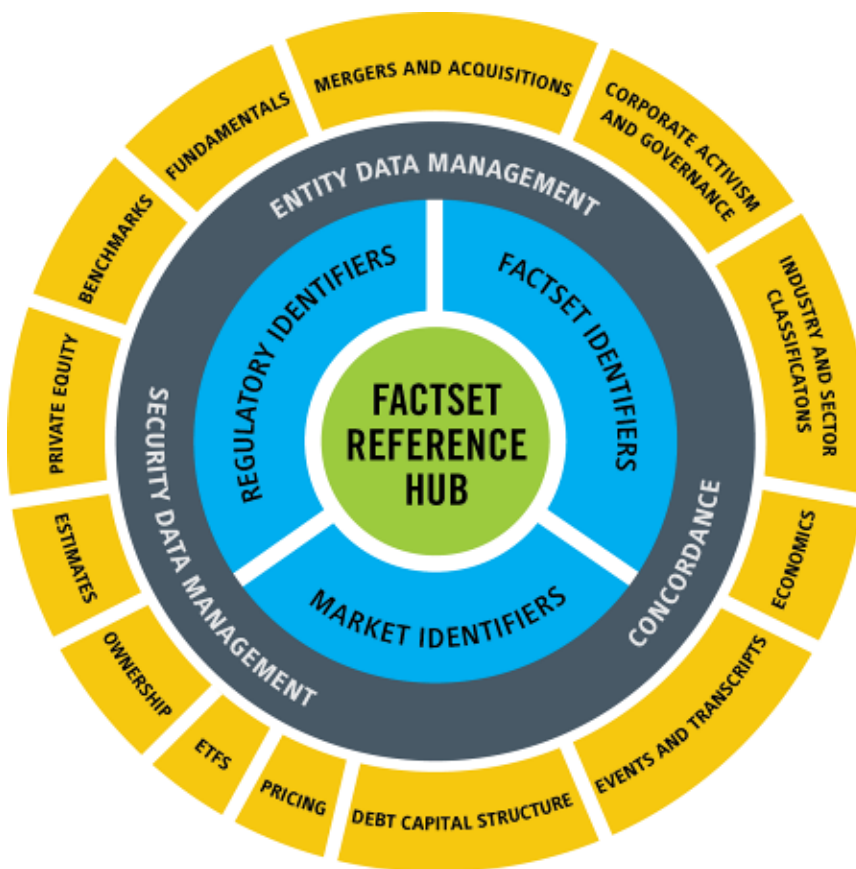 MERGERS AND ACQUISITIONS
CORPORATE ACTIVISM
AND GOVERNANCE
INDUSTRY AND SECTOR
CLASSIFICATONS
ECONOMICS
EVENTS AND TRANSCRIPTS
DEBT CAPITAL STRUCTURE
PRICING
ETFS
OWNERSHIP
ESTIMATES
PRIVATE EQUITY
BENCHMARKS
FUNDAMENTALS
ENTITY DATA MANAGEMENT
CONCORDANCE
SECURITY DATA MANAGEMENT
REGULATORY IDENTIFIERS
FACTSET IDENTIFIERS
MARKET IDENTIFIERS
FACTSET
REFERENCE
HUB